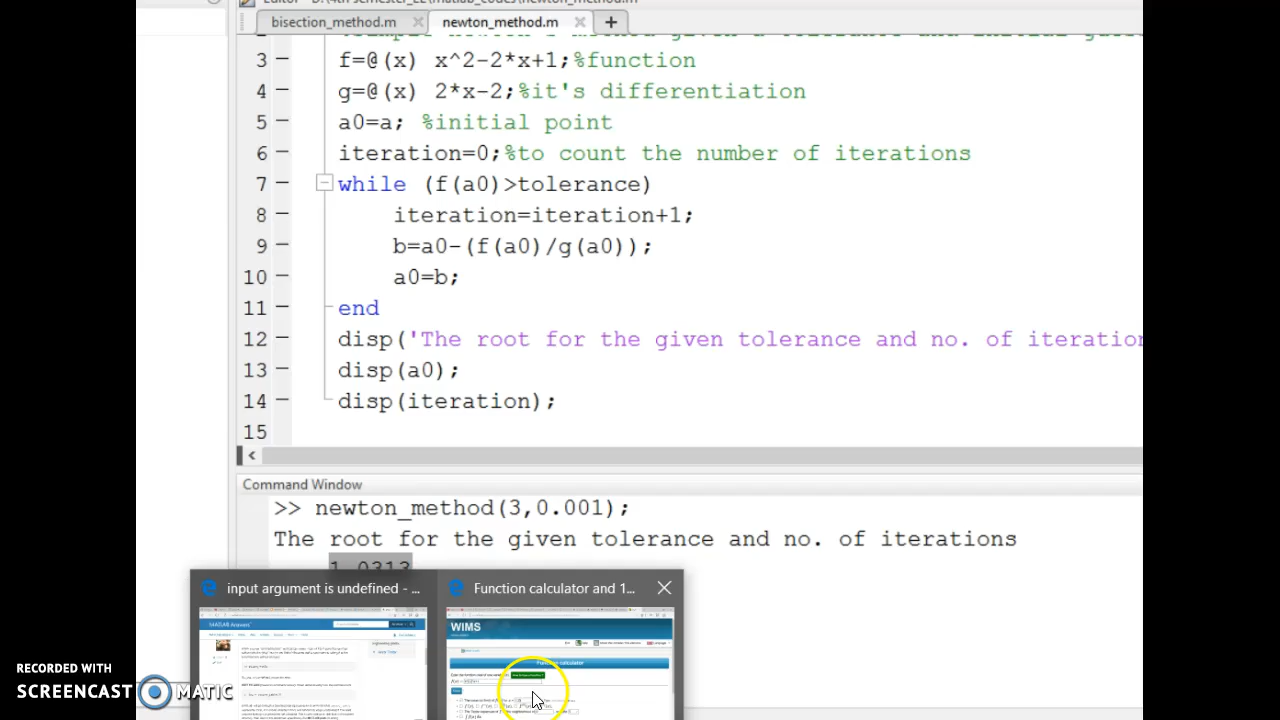 bisection_method.m × newton_method.m × +
3 f=@(x) x^2-2*x+1;%function
4 g=@(x) 2*x-2;%it's differentiation
5 a0=a; %initial point
6 iteration=0;%to count the number of iterations
7 while (f(a0)>tolerance)
8 iteration=iteration+1;
9 b=a0-(f(a0)/g(a0));
10 a0=b;
11 end
12 disp('The root for the given tolerance and no. of iteration
13 disp(a0);
14 disp(iteration);
15
Command Window
>> newton_method(3,0.001);
The root for the given tolerance and no. of iterations
1.0313
input argument is undefined - ... Function calculator and 1...
WIMS
Function calculator
RECORDED WITH
SCREENCAST MATIC